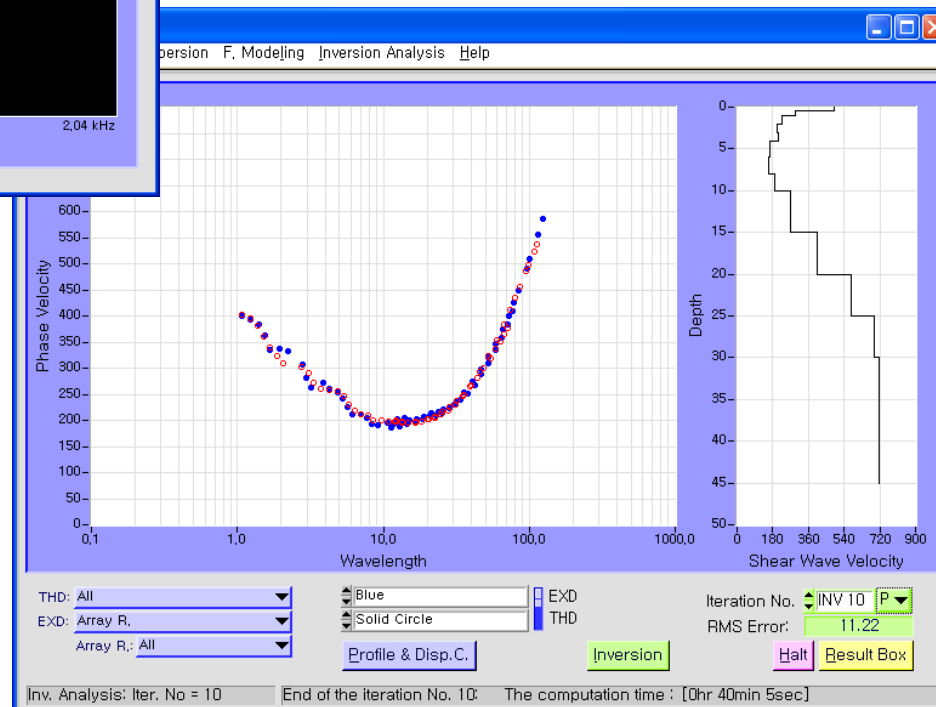 2,04 kHz
persion F, Modeling Inversion Analysis Help
600
550
500
450
400
350
300
250
200
150
100
50
0
Phase Velocity
0,1 1,0 10,0 100,0 1000,0
Wavelength
0
5
10
15
20
25
30
35
40
45
50
Depth
0 180 360 540 720 900
Shear Wave Velocity
THD: All
EXD: Array R,
Array R,: All
Blue
Solid Circle
EXD
THD
Profile & Disp.C.
Inversion
Iteration No. INV 10 P
RMS Error: 11.22
Halt Result Box
Inv. Analysis: Iter. No = 10 End of the iteration No. 10: The computation time : [0hr 40min 5sec]